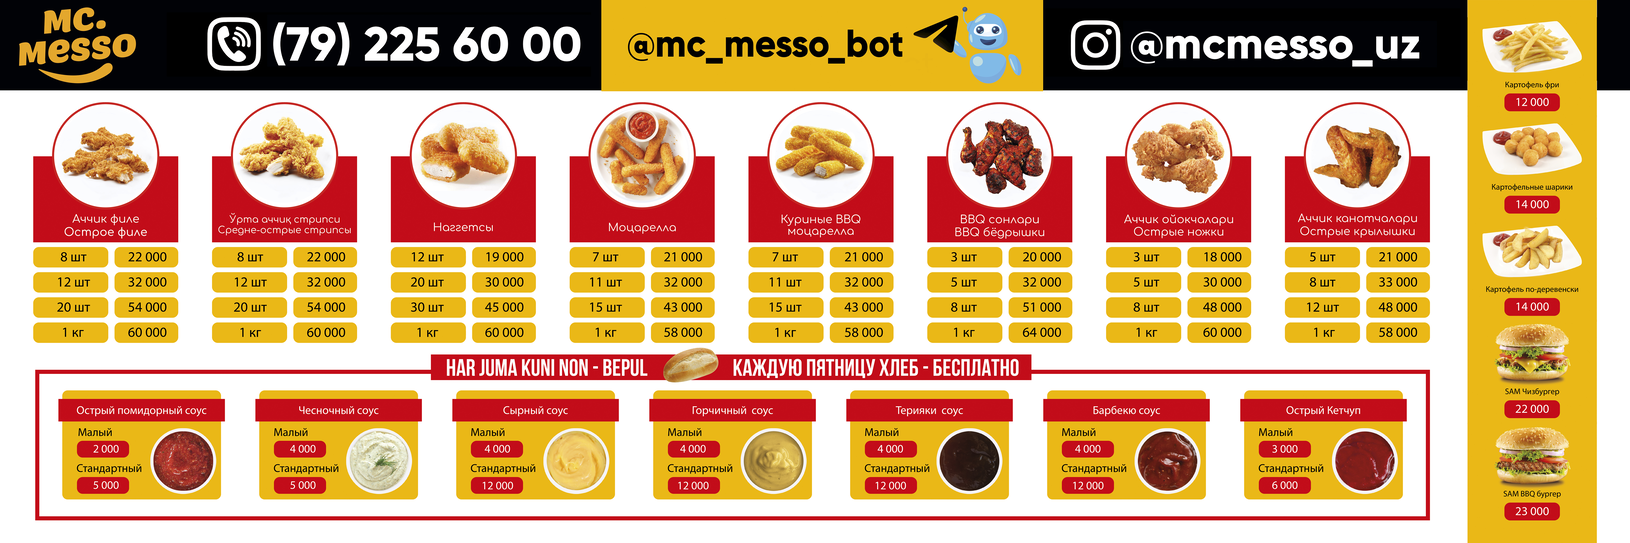 MC.
MESSO
(79) 225 60 00
@mc_messo_bot
@mcmesso_uz
Аччик филе
Острое филе
8 шт 22 000
12 шт 32 000
20 шт 54 000
1 кг 60 000
Ўрта аччиқ стрипси
Средне-острые стрипсы
8 шт 22 000
12 шт 32 000
20 шт 54 000
1 кг 60 000
Наггетсы
12 шт 19 000
20 шт 30 000
30 шт 45 000
1 кг 60 000
Моцарелла
7 шт 21 000
11 шт 32 000
15 шт 43 000
1 кг 58 000
Куриные BBQ
моцарелла
7 шт 21 000
11 шт 32 000
15 шт 43 000
1 кг 58 000
BBQ сонлари
BBQ бёдрышки
3 шт 20 000
5 шт 32 000
8 шт 51 000
1 кг 64 000
Аччик ойокчалари
Острые ножки
3 шт 18 000
5 шт 30 000
8 шт 48 000
1 кг 60 000
Аччик канотчалари
Острые крылышки
5 шт 21 000
8 шт 33 000
12 шт 48 000
1 кг 58 000
HAR JUMA KUNI NON - BEPUL КАЖДУЮ ПЯТНИЦУ ХЛЕБ - БЕСПЛАТНО
Острый помидорный соус
Малый
2 000
Стандартный
5 000
Чесночный соус
Малый
4 000
Стандартный
5 000
Сырный соус
Малый
4 000
Стандартный
12 000
Горчичный соус
Малый
4 000
Стандартный
12 000
Терияки соус
Малый
4 000
Стандартный
12 000
Барбекю соус
Малый
4 000
Стандартный
12 000
Острый Кетчуп
Малый
3 000
Стандартный
6 000
Картофель фри
12 000
Картофельные шарики
14 000
Картофель по-деревенски
14 000
SAM Чизбургер
22 000
SAM BBQ бургер
23 000